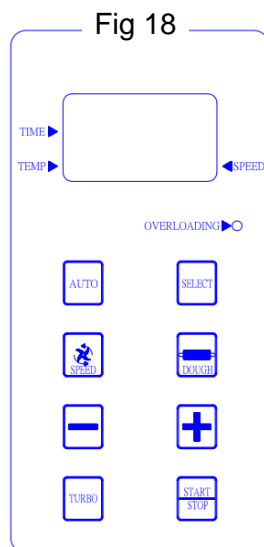 Fig 18
TIME
TEMP SPEED
OVERLOADING
AUTO SELECT
SPEED DOUGH
TURBO START
STOP